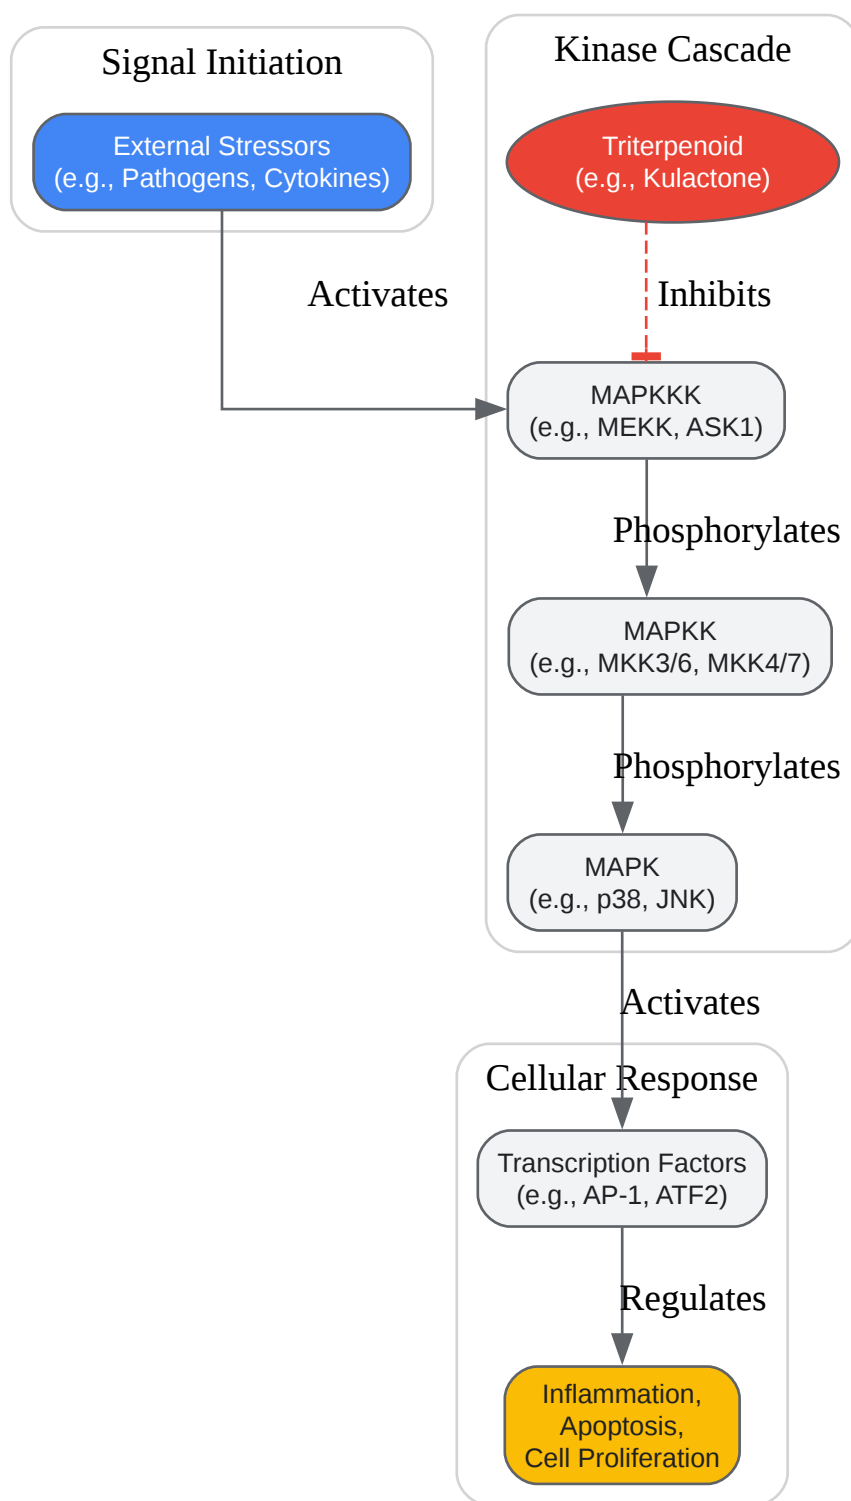 Signal Initiation
External Stressors
(e.g., Pathogens, Cytokines)
Kinase Cascade
Triterpenoid
(e.g., Kulactone)
Activates
Inhibits
MAPKKK
(e.g., MEKK, ASK1)
Phosphorylates
MAPKK
(e.g., MKK3/6, MKK4/7)
Phosphorylates
MAPK
(e.g., p38, JNK)
Activates
Cellular Response
Transcription Factors
(e.g., AP-1, ATF2)
Regulates
Inflammation,
Apoptosis,
Cell Proliferation